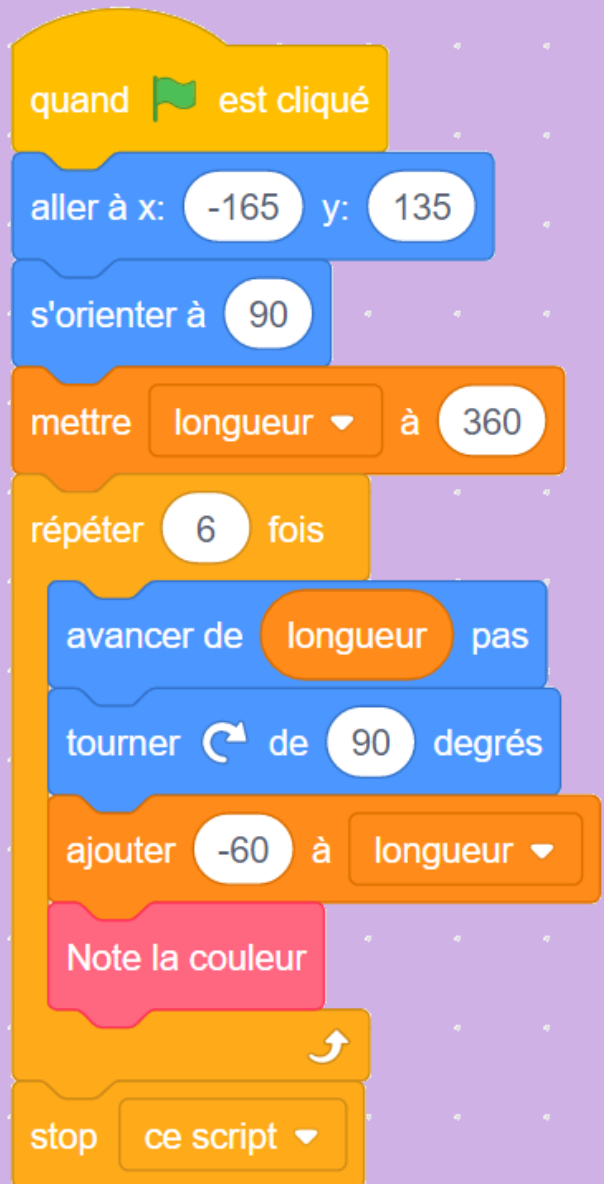 quand est cliqué
aller à x: -165 y: 135
s'orienter à 90
mettre longueur à 360
répéter 6 fois
avancer de longueur pas
tourner de 90 degrés
ajouter -60 à longueur
Note la couleur
stop ce script